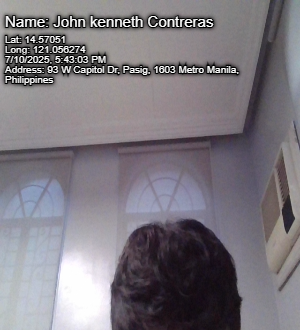 Name: John kenneth Contreras
Lat: 14.57051
Long: 121.056274
7/10/2025, 5:43:03 PM
Address: 93 W Capitol Dr, Pasig, 1603 Metro Manila,
Philippines